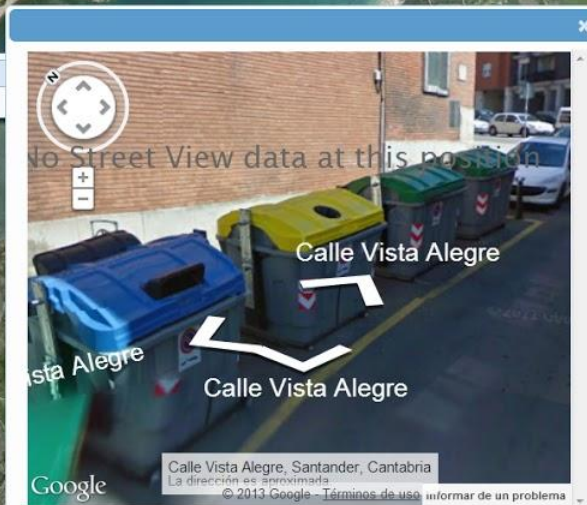 N
No Street View data at this position
Calle Vista Alegre
Vista Alegre
Calle Vista Alegre
Calle Vista Alegre, Santander, Cantabria
La dirección es aproximada
Google
© 2013 Google - Términos de uso
Informar de un problema